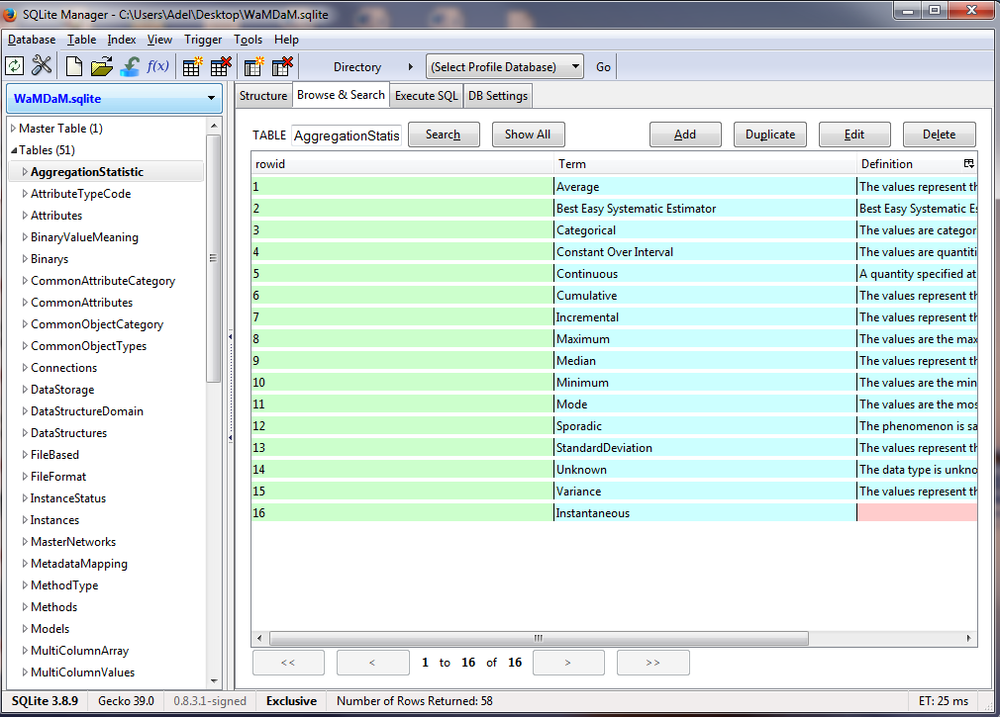 SQLite Manager - C:\Users\Adel\Desktop\WaMDaM.sqlite
Database Table Index View Trigger Tools Help
f(x) Directory (Select Profile Database) Go
WaMDaM.sqlite
Master Table (1)
Tables (51)
AggregationStatistic
AttributeTypeCode
Attributes
BinaryValueMeaning
Binarys
CommonAttributeCategory
CommonAttributes
CommonObjectCategory
CommonObjectTypes
Connections
DataStorage
DataStructureDomain
DataStructures
FileBased
FileFormat
InstanceStatus
Instances
MasterNetworks
MetadataMapping
MethodType
Methods
Models
MultiColumnArray
MultiColumnValues
Structure Browse & Search Execute SQL DB Settings
TABLE AggregationStatis Search Show All Add Duplicate Edit Delete
rowid Term Definition
1 Average The values represent th
2 Best Easy Systematic Estimator Best Easy Systematic Es
3 Categorical The values are categor
4 Constant Over Interval The values are quantiti
5 Continuous A quantity specified at
6 Cumulative The values represent th
7 Incremental The values represent th
8 Maximum The values are the max
9 Median The values represent th
10 Minimum The values are the min
11 Mode The values are the mos
12 Sporadic The phenomenon is sa
13 StandardDeviation The values represent th
14 Unknown The data type is unkno
15 Variance The values represent th
16 Instantaneous
<< < 1 to 16 of 16 > >>
SQLite 3.8.9 Gecko 39.0 0.8.3.1-signed Exclusive Number of Rows Returned: 58 ET: 25 ms